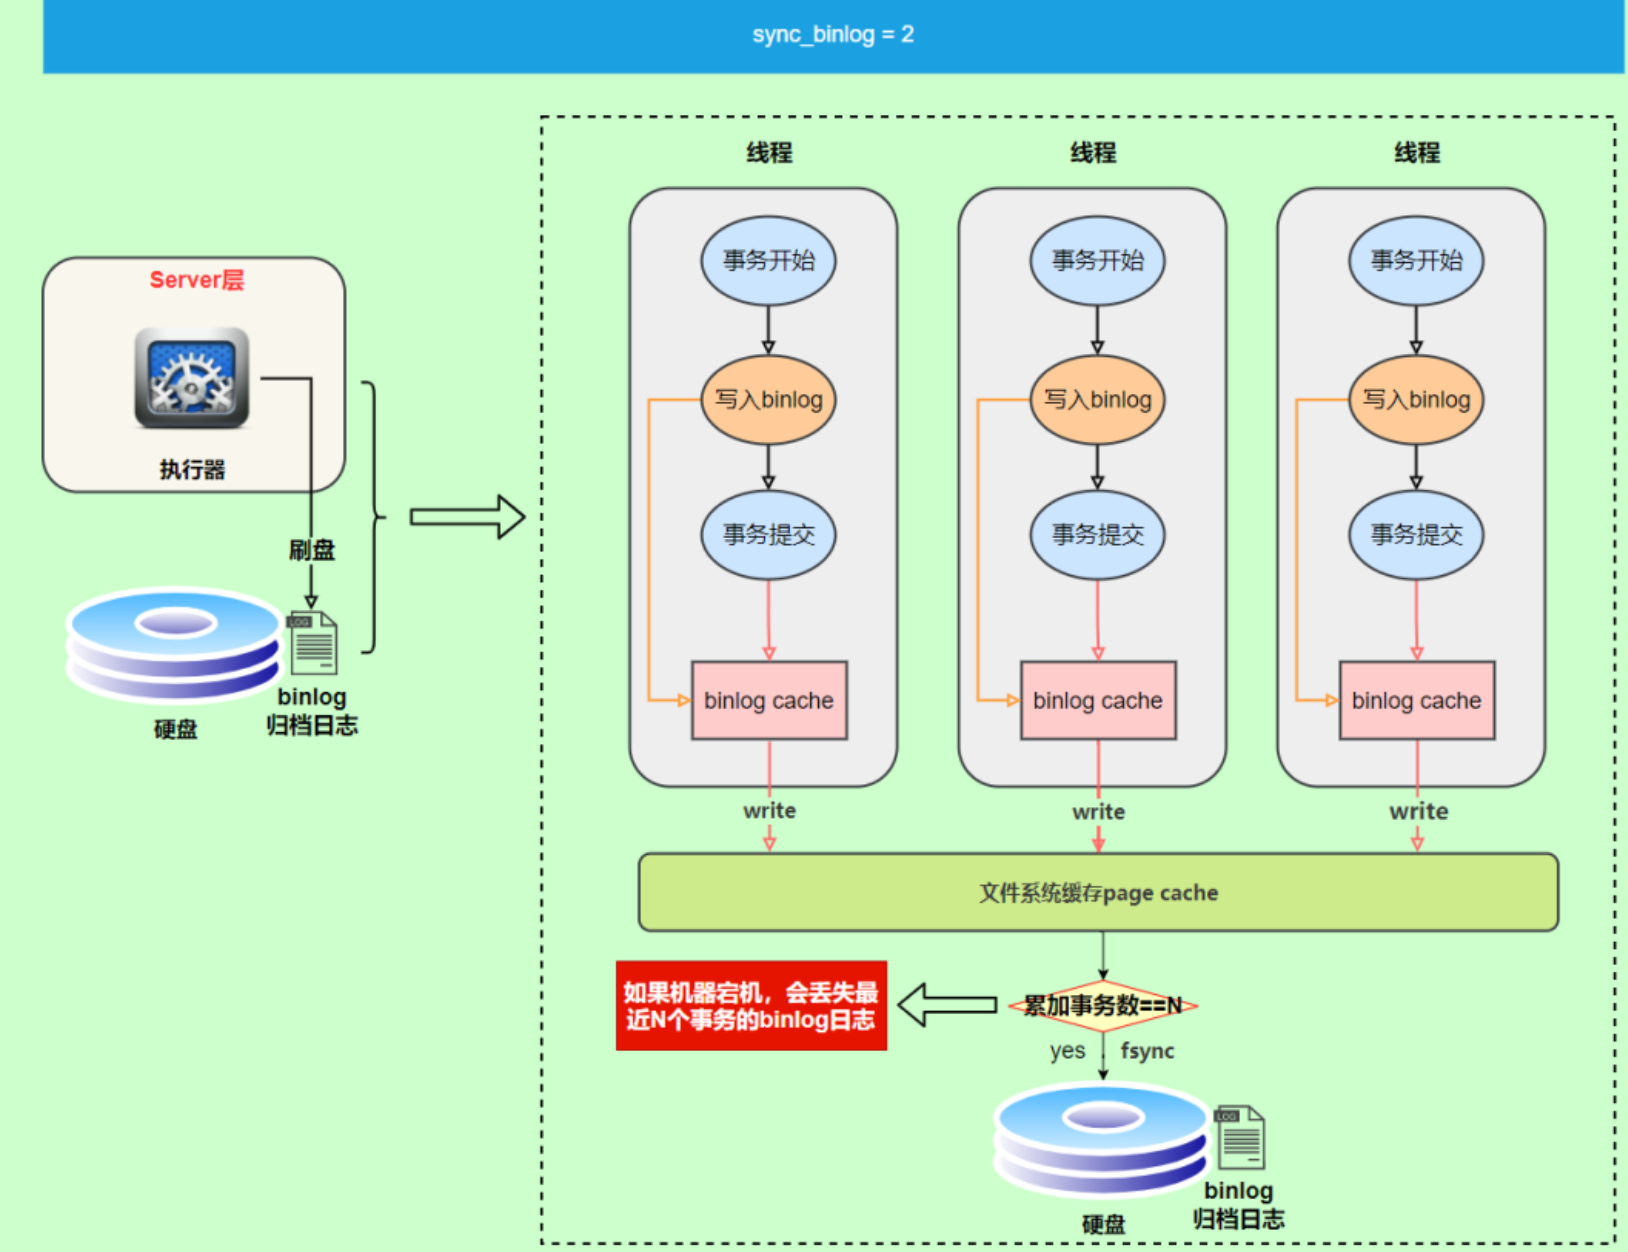 sync_binlog = 2
Server层
执行器
刷盘
LOG
binlog
归档日志
硬盘
线程
线程
线程
事务开始
事务开始
事务开始
写入binlog
写入binlog
写入binlog
事务提交
事务提交
事务提交
binlog cache
binlog cache
binlog cache
write
write
write
文件系统缓存page cache
如果机器宕机，会丢失最
近N个事务的binlog日志
累加事务数==N
yes
fsync
LOG
binlog
归档日志
硬盘